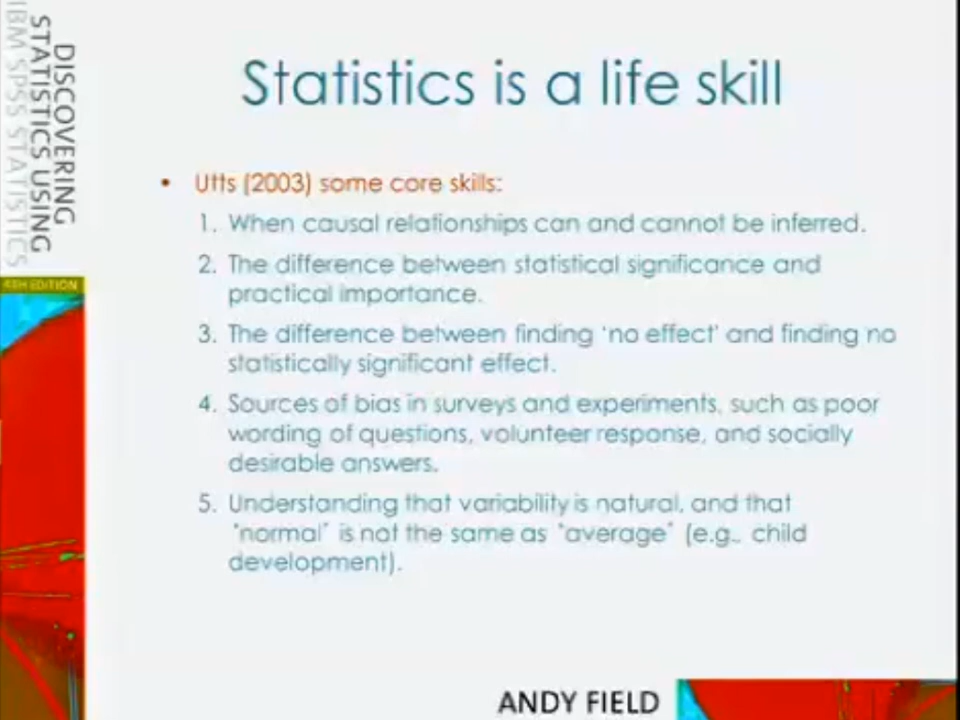 DISCOVERING
STATISTICS USING
IBM SPSS STATISTICS
4TH EDITION
Statistics is a life skill
• Utts (2003) some core skills:
1. When causal relationships can and cannot be inferred.
2. The difference between statistical significance and
practical importance.
3. The difference between finding 'no effect' and finding no
statistically significant effect.
4. Sources of bias in surveys and experiments, such as poor
wording of questions, volunteer response, and socially
desirable answers.
5. Understanding that variability is natural, and that
"normal" is not the same as "average" (e.g., child
development).
ANDY FIELD